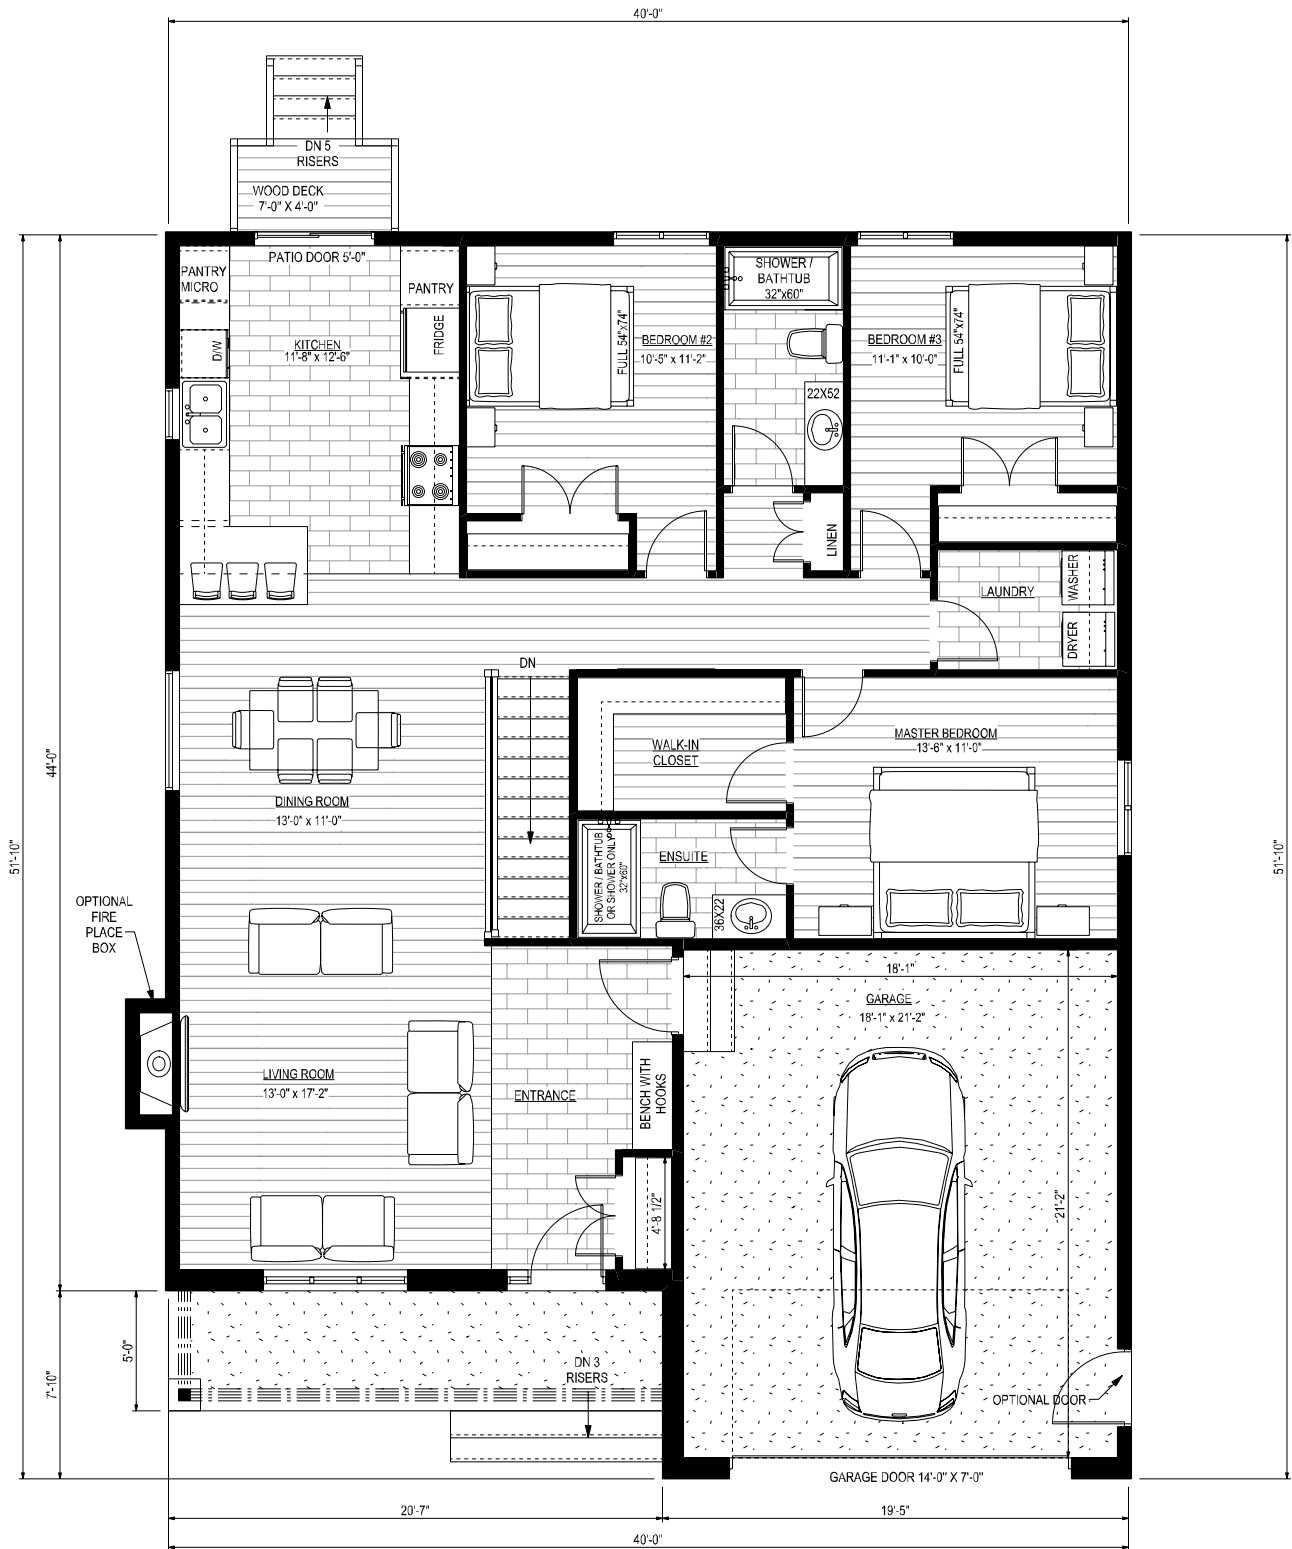 40'-0"
DN 5
RISERS
WOOD DECK
7'-0" X 4'-0"
PATIO DOOR 5'-0"
PANTRY
MICRO
PANTRY
D/W
FRIDGE
KITCHEN
11'-8" x 12'-6"
FULL 54"x74"
BEDROOM #2
10'-5" x 11'-2"
SHOWER /
BATHTUB
32"x60"
22X52
LINEN
BEDROOM #3
11'-1" x 10'-0"
FULL 54"x74"
LAUNDRY
WASHER
DRYER
DN
WALK-IN
CLOSET
MASTER BEDROOM
13'-6" x 11'-0"
DINING ROOM
13'-0" x 11'-0"
SHOWER / BATHTUB
OR SHOWER ONLY
32"x60"
ENSUITE
36X22
44'-0"
51'-10"
51'-10"
OPTIONAL
FIRE
PLACE
BOX
18'-1"
GARAGE
18'-1" x 21'-2"
LIVING ROOM
13'-0" x 17'-2"
ENTRANCE
BENCH WITH
HOOKS
4'-8 1/2"
21'-2"
5'-0"
7'-10"
DN 3
RISERS
OPTIONAL DOOR
GARAGE DOOR 14'-0" X 7'-0"
20'-7"
19'-5"
40'-0"